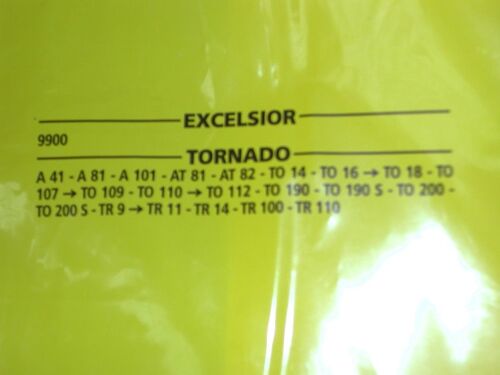 EXCELSIOR
9900
TORNADO
A 41 - A 81 - A 101 - AT 81 - AT 82 - TO 14 - TO 16 → TO 18 - TO
107 → TO 109 - TO 110 → TO 112 - TO 190 - TO 190 S - TO 200 -
TO 200 S - TR 9 → TR 11 - TR 14 - TR 100 - TR 110